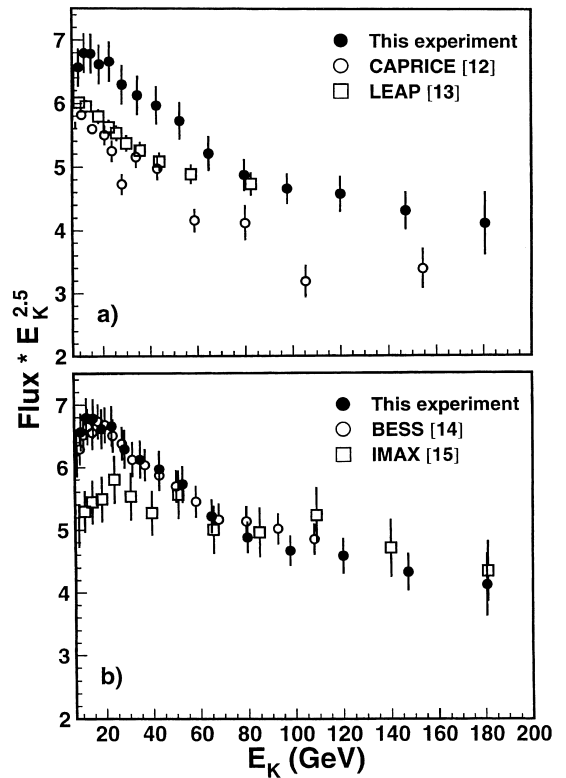 7
This experiment
CAPRICE [12]
LEAP [13]
6
5
4
3
a)
2
Flux * E_K^2.5
7
This experiment
BESS [14]
IMAX [15]
6
5
4
3
b)
2
20 40 60 80 100 120 140 160 180 200
E_K (GeV)